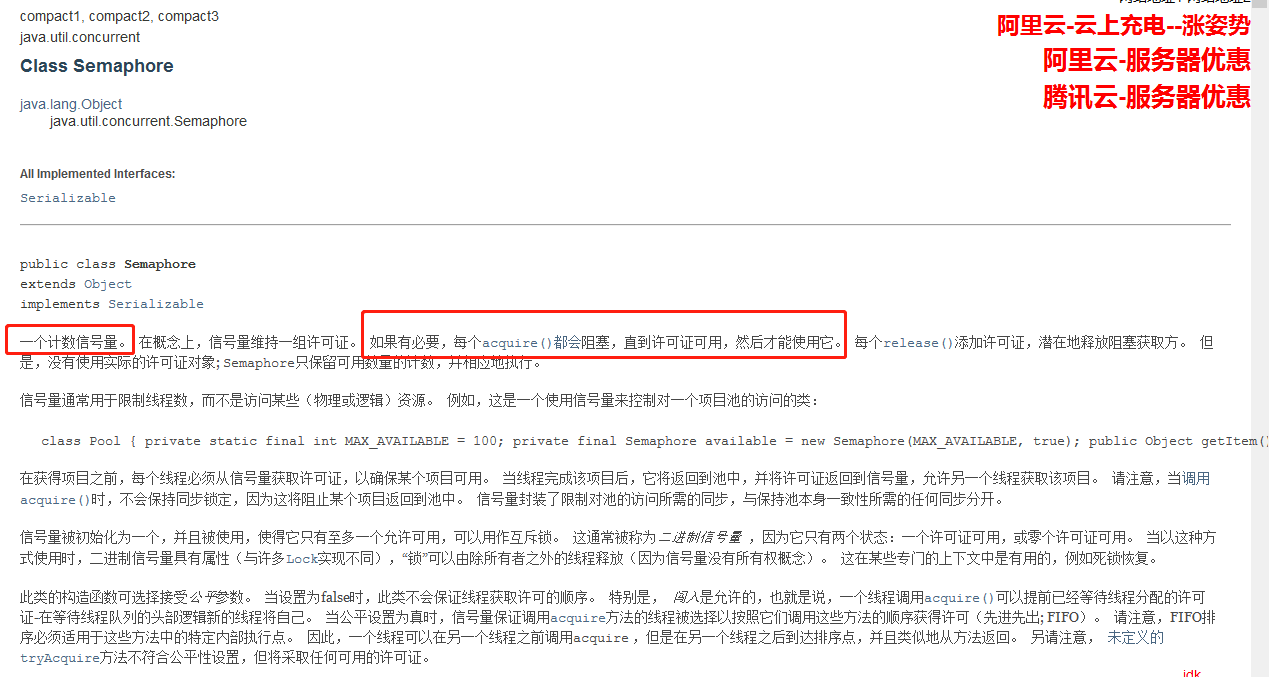 compact1, compact2, compact3
阿里云-云上充电--涨姿势
java.util.concurrent
阿里云-服务器优惠
Class Semaphore
腾讯云-服务器优惠
java.lang.Object
java.util.concurrent.Semaphore
All Implemented Interfaces:
Serializable
public class Semaphore
extends Object
implements Serializable
一个计数信号量。 在概念上，信号量维持一组许可证。 如果有必要，每个acquire()都会阻塞，直到许可证可用，然后才能使用它。 每个release()添加许可证，潜在地释放阻塞获取方。 但
是，没有使用实际的许可证对象; Semaphore只保留可用数量的计数，并相应地执行。
信号量通常用于限制线程数，而不是访问某些（物理或逻辑）资源。 例如，这是一个使用信号量来控制对一个项目池的访问的类：
class Pool { private static final int MAX_AVAILABLE = 100; private final Semaphore available = new Semaphore(MAX_AVAILABLE, true); public Object getItem()
在获得项目之前，每个线程必须从信号量获取许可证，以确保某个项目可用。 当线程完成该项目后，它将返回到池中，并将许可证返回到信号量，允许另一个线程获取该项目。 请注意，当调用
acquire()时，不会保持同步锁定，因为这将阻止某个项目返回到池中。 信号量封装了限制对池的访问所需的同步，与保持池本身一致性所需的任何同步分开。
信号量被初始化为一个，并且被使用，使得它只有至多一个允许可用，可以用作互斥锁。 这通常被称为二进制信号量 ，因为它只有两个状态：一个许可证可用，或零个许可证可用。 当以这种方
式使用时，二进制信号量具有属性（与许多Lock实现不同），“锁”可以由除所有者之外的线程释放（因为信号量没有所有权概念）。 这在某些专门的上下文中是有用的，例如死锁恢复。
此类的构造函数可选择接受公平参数。 当设置为false时，此类不会保证线程获取许可的顺序。 特别是， 闯入是允许的，也就是说，一个线程调用acquire()可以提前已经等待线程分配的许可
证-在等待线程队列的头部逻辑新的线程将自己。 当公平设置为真时，信号量保证调用acquire方法的线程被选择以按照它们调用这些方法的顺序获得许可（先进先出; FIFO）。 请注意，FIFO排
序必须适用于这些方法中的特定内部执行点。 因此，一个线程可以在另一个线程之前调用acquire ，但是在另一个线程之后到达排序点，并且类似地从方法返回。 另请注意， 未定义的
tryAcquire方法不符合公平性设置，但将采取任何可用的许可证。